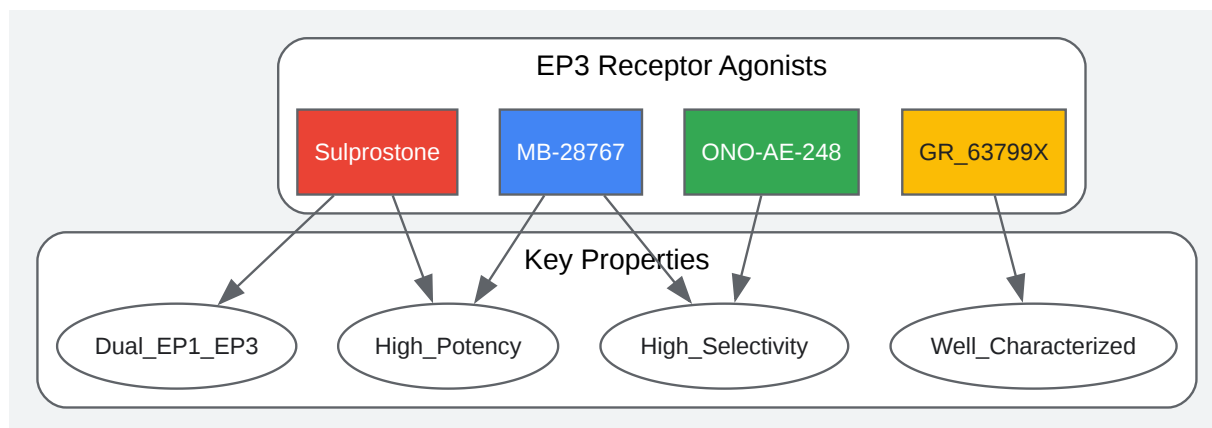 EP3 Receptor Agonists
Sulprostone
MB-28767
ONO-AE-248
GR_63799X
Key Properties
Dual_EP1_EP3
High_Potency
High_Selectivity
Well_Characterized